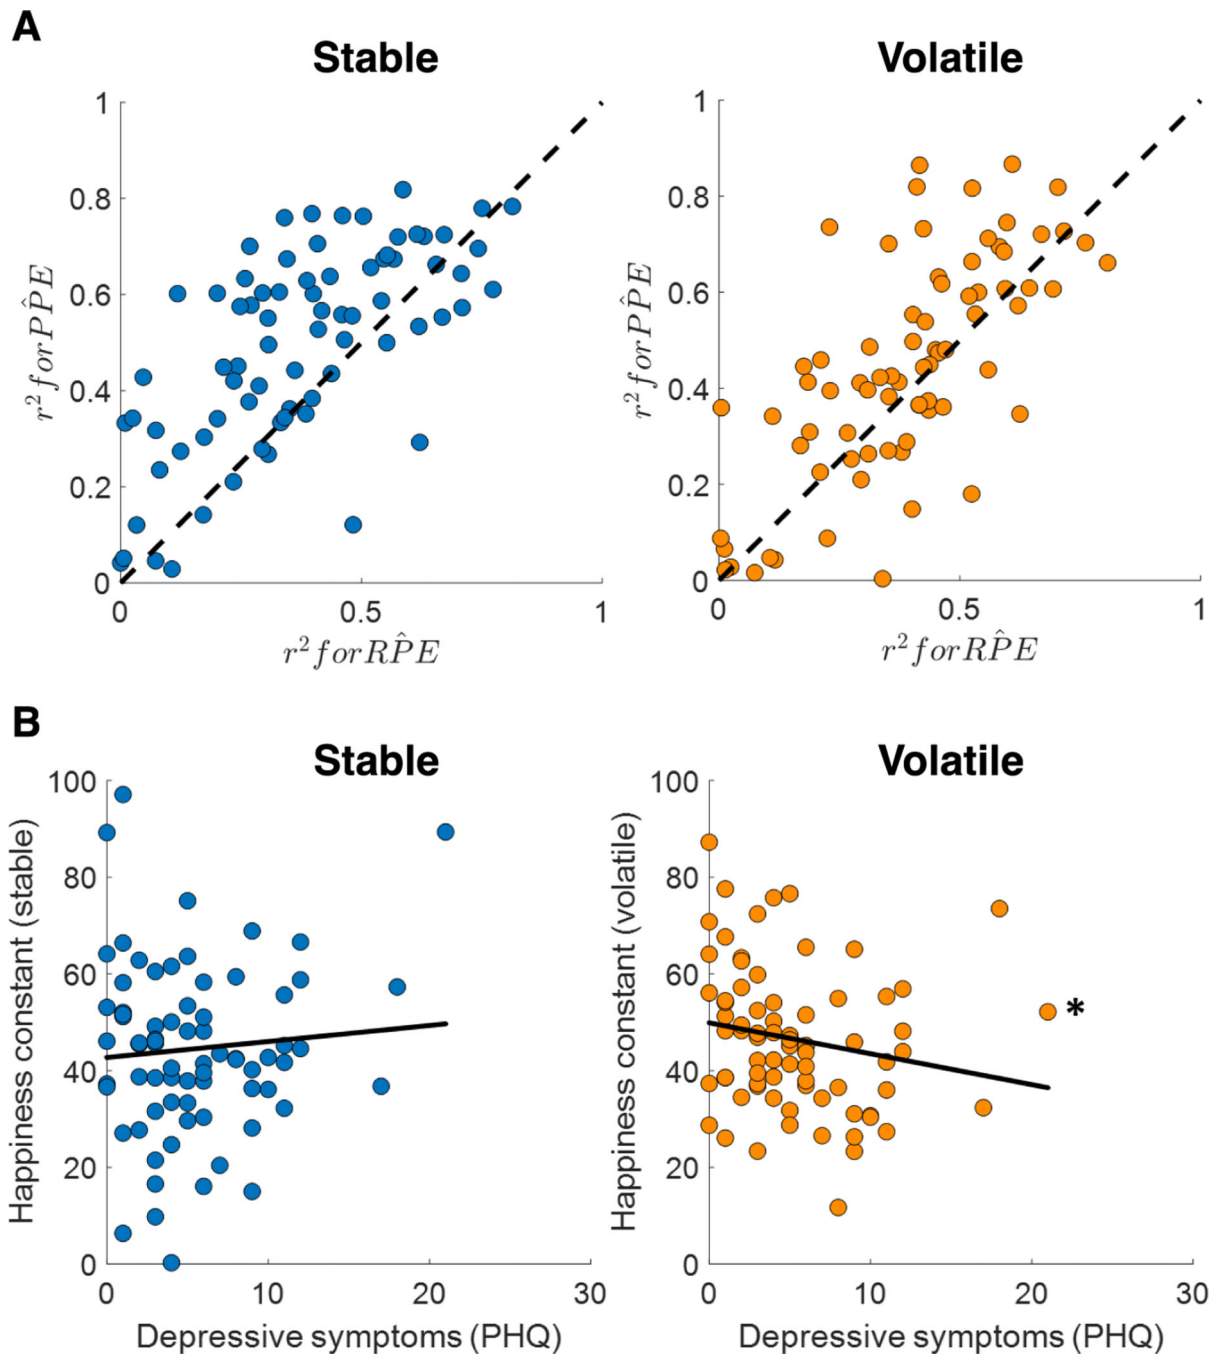 A
Stable
Volatile
1
0.8
0.6
0.4
0.2
0
0
0.5
1
r² for PP̂E
r² for RP̂E
1
0.8
0.6
0.4
0.2
0
0
0.5
1
r² for PP̂E
r² for RP̂E
B
Stable
Volatile
100
80
60
40
20
0
0
10
20
30
Happiness constant (stable)
Depressive symptoms (PHQ)
100
80
60
40
20
0
0
10
20
30
Happiness constant (volatile)
Depressive symptoms (PHQ)
*